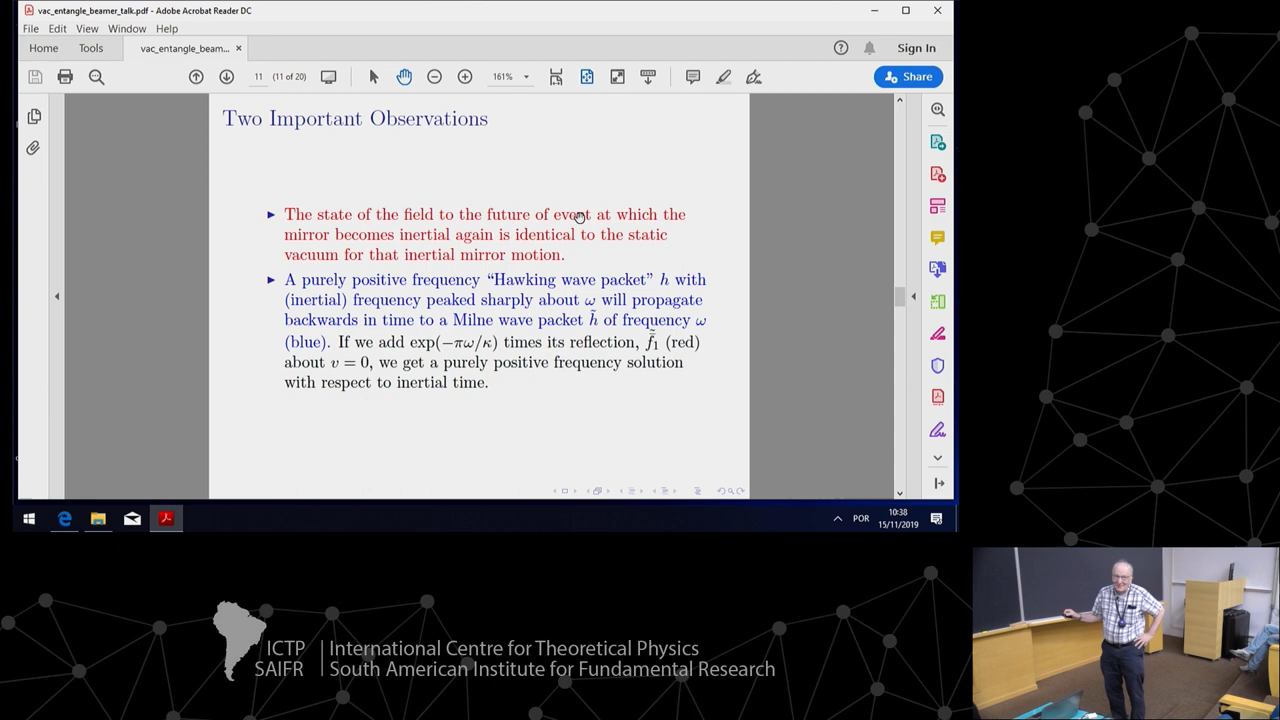 vac_entangle_beamer_talk.pdf - Adobe Acrobat Reader DC
File Edit View Window Help
Home Tools vac_entangle_beam... × Sign In
11 (11 of 20) 161% Share
Two Important Observations
The state of the field to the future of event at which the
mirror becomes inertial again is identical to the static
vacuum for that inertial mirror motion.
A purely positive frequency “Hawking wave packet” h with
(inertial) frequency peaked sharply about ω will propagate
backwards in time to a Milne wave packet h̃ of frequency ω
(blue). If we add exp(−πω/κ) times its reflection, f̃̄₁ (red)
about v = 0, we get a purely positive frequency solution
with respect to inertial time.
POR 10:38
15/11/2019
ICTP International Centre for Theoretical Physics
SAIFR South American Institute for Fundamental Research